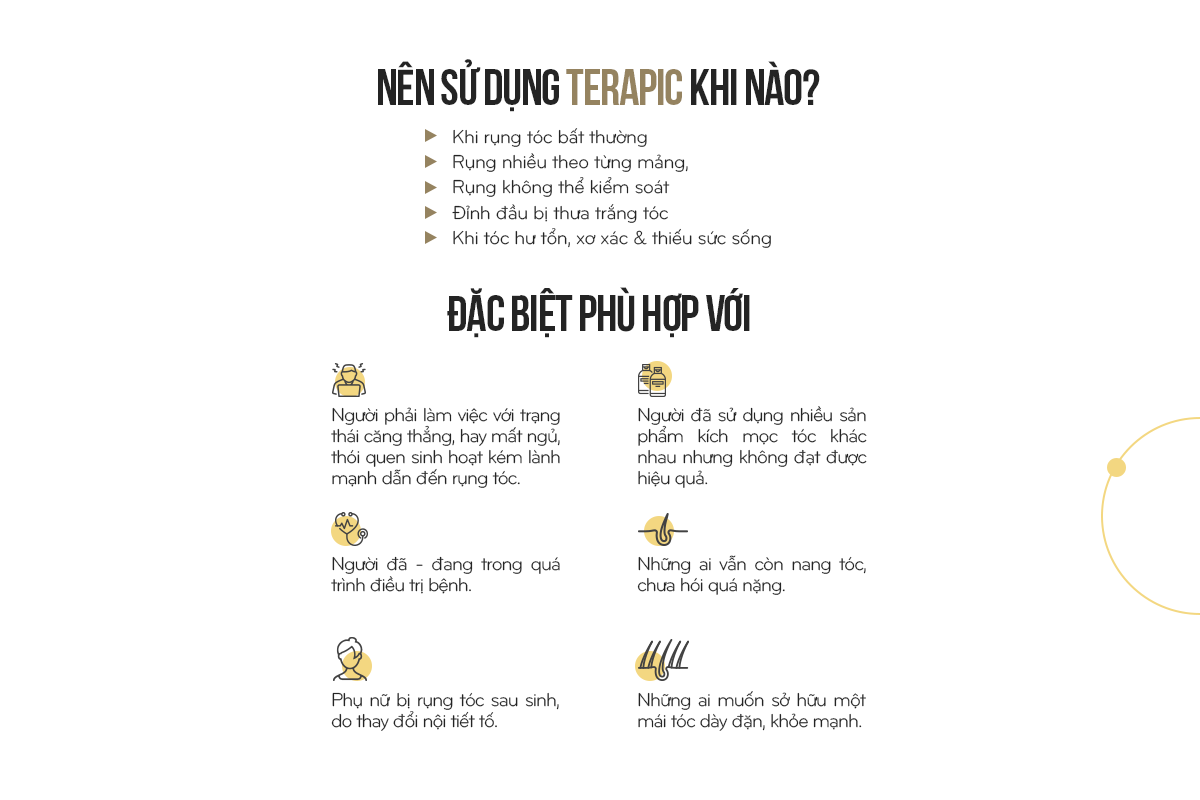 NÊN SỬ DỤNG TERAPIC KHI NÀO?
Khi rụng tóc bất thường
Rụng nhiều theo từng mảng,
Rụng không thể kiểm soát
Đỉnh đầu bị thưa trắng tóc
Khi tóc hư tổn, xơ xác & thiếu sức sống
ĐẶC BIỆT PHÙ HỢP VỚI
Người phải làm việc với trạng
thái căng thẳng, hay mất ngủ,
thói quen sinh hoạt kém lành
mạnh dẫn đến rụng tóc.
Người đã sử dụng nhiều sản
phẩm kích mọc tóc khác
nhau nhưng không đạt được
hiệu quả.
Người đã - đang trong quá
trình điều trị bệnh.
Những ai vẫn còn nang tóc,
chưa hói quá nặng.
Phụ nữ bị rụng tóc sau sinh,
do thay đổi nội tiết tố.
Những ai muốn sở hữu một
mái tóc dày đặn, khỏe mạnh.